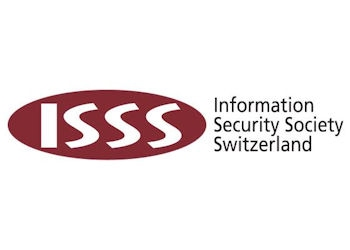 ISSS
Information
Security Society
Switzerland